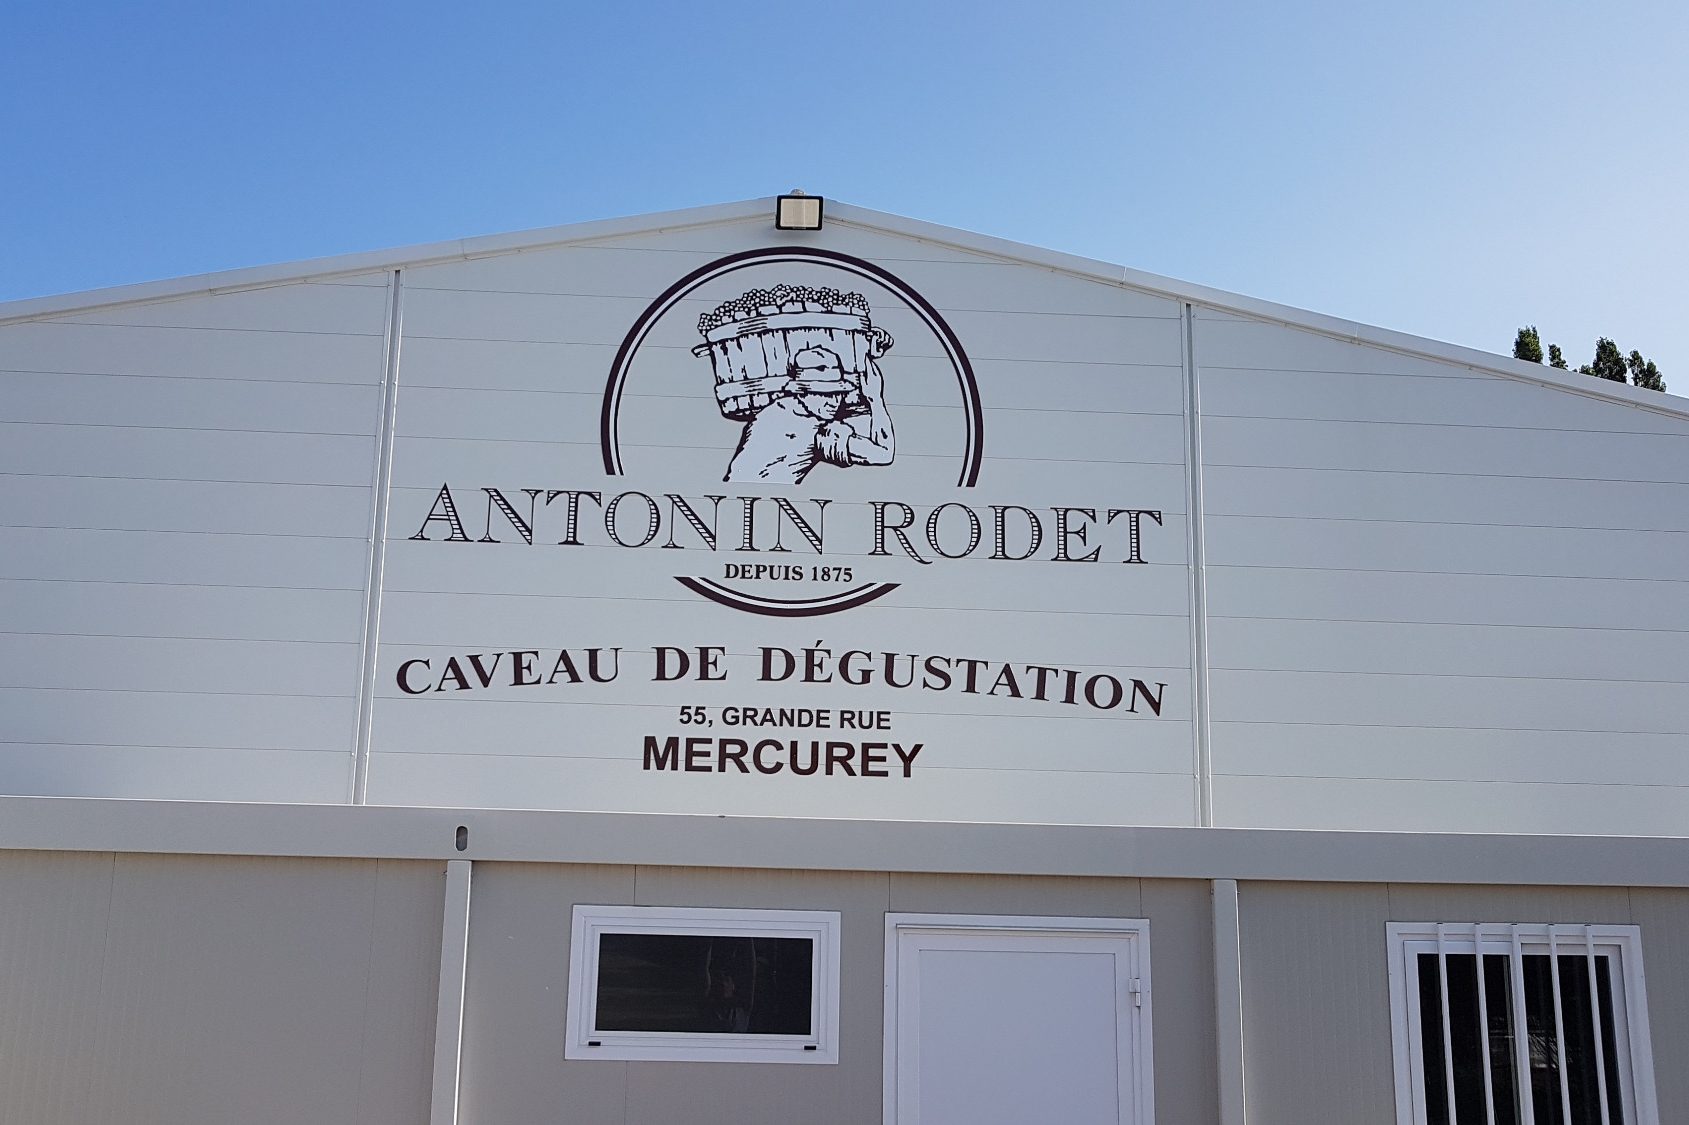 ANTONIN RODET
DEPUIS 1875
CAVEAU DE DÉGUSTATION
55, GRANDE RUE
MERCUREY